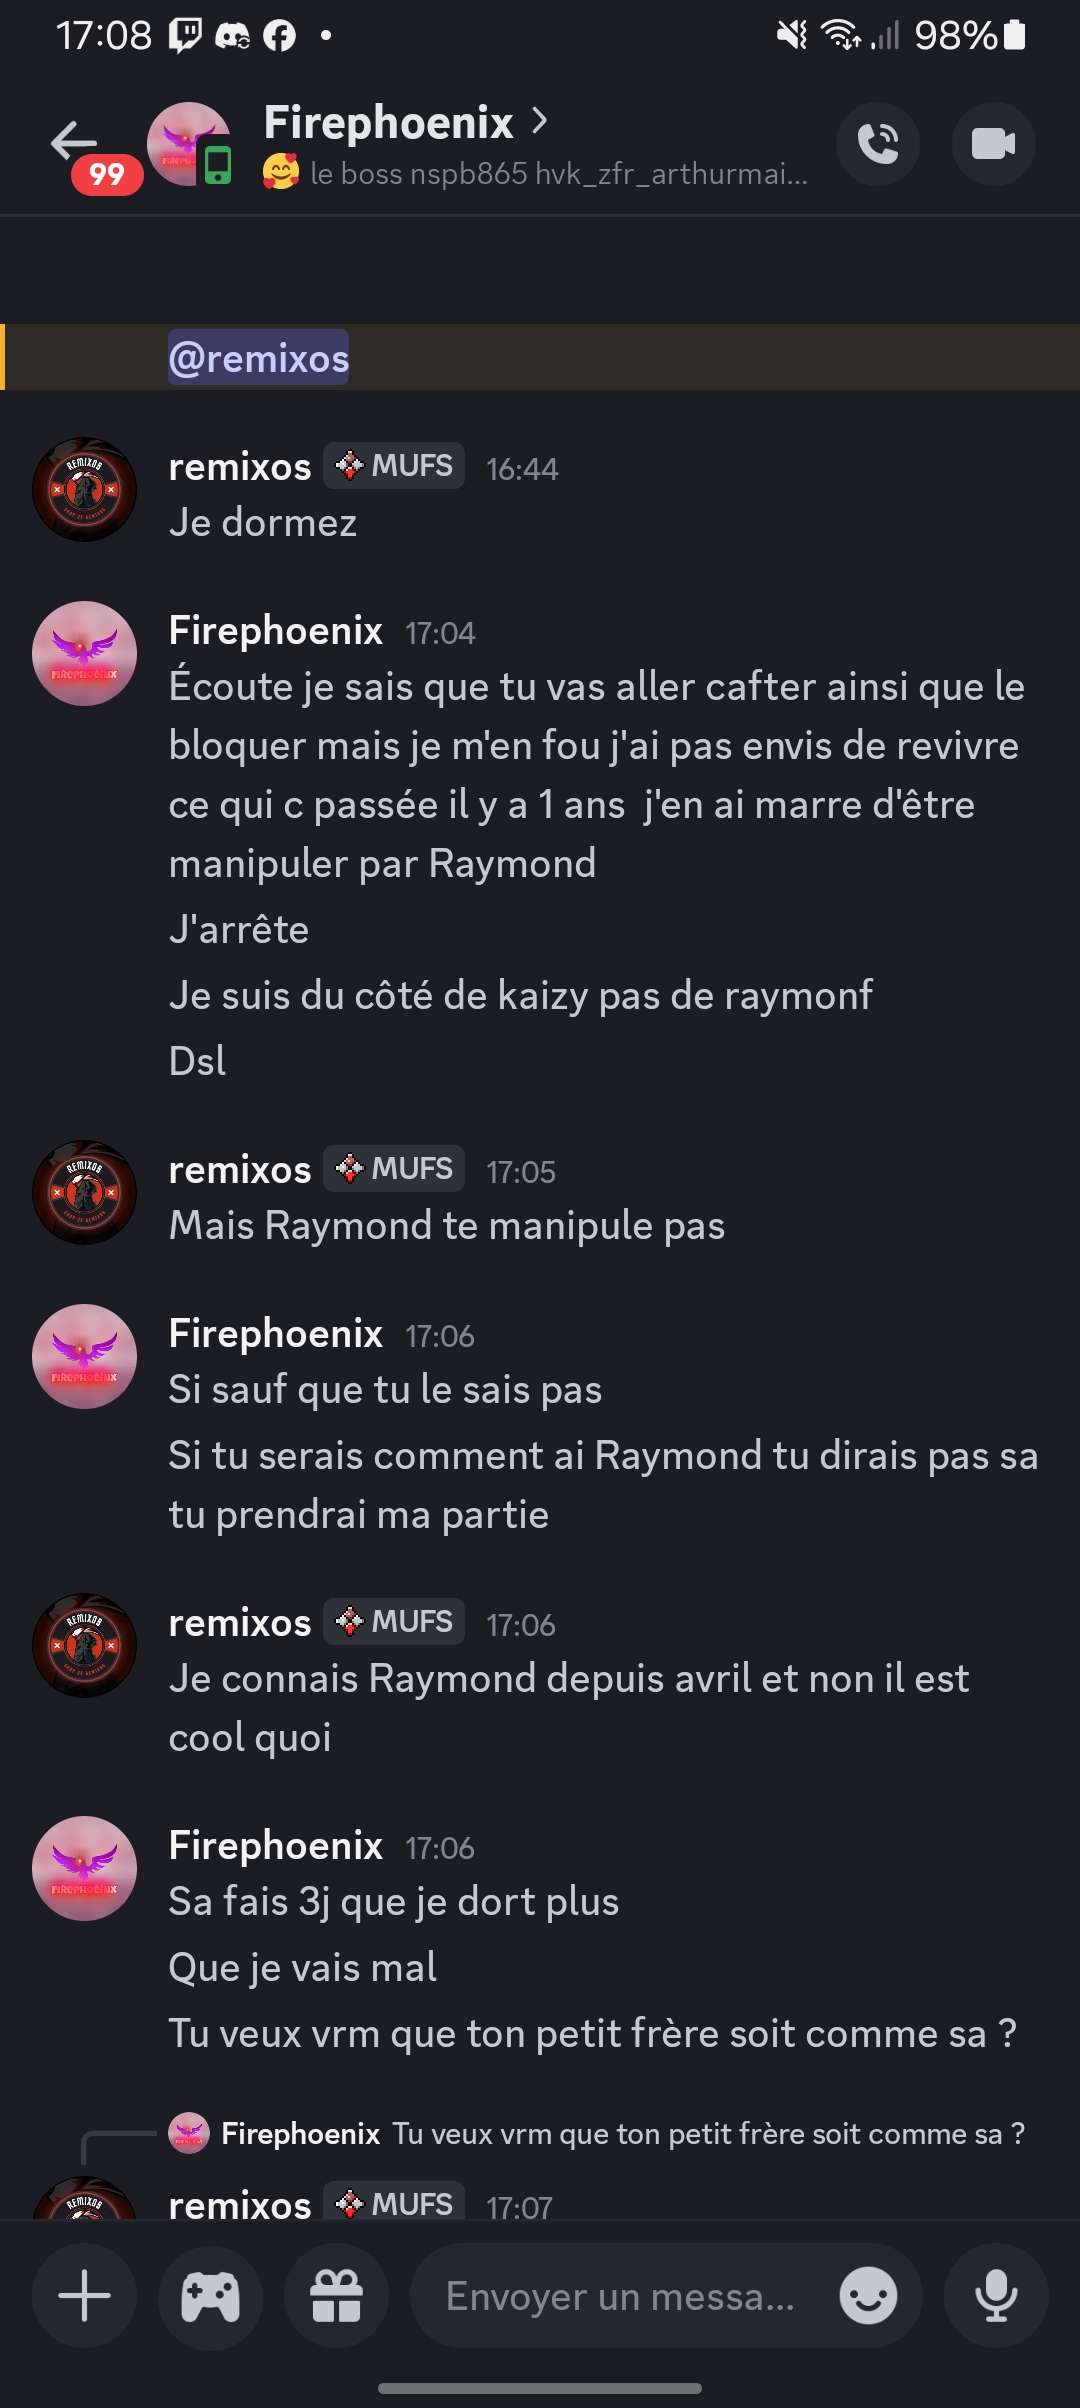 17:08
98%
99
Firephoenix
le boss nspb865 hvk_zfr_arthurmai...
@remixos
REMIXOS
remixos MUFS 16:44
Je dormez
Firephoenix 17:04
Écoute je sais que tu vas aller cafter ainsi que le
bloquer mais je m'en fou j'ai pas envis de revivre
ce qui c passée il y a 1 ans j'en ai marre d'être
manipuler par Raymond
J'arrête
Je suis du côté de kaizy pas de raymonf
Dsl
REMIXOS
remixos MUFS 17:05
Mais Raymond te manipule pas
Firephoenix 17:06
Si sauf que tu le sais pas
Si tu serais comment ai Raymond tu dirais pas sa
tu prendrai ma partie
REMIXOS
remixos MUFS 17:06
Je connais Raymond depuis avril et non il est
cool quoi
Firephoenix 17:06
Sa fais 3j que je dort plus
Que je vais mal
Tu veux vrm que ton petit frère soit comme sa ?
Firephoenix Tu veux vrm que ton petit frère soit comme sa ?
REMIXOS
remixos MUFS 17:07
Envoyer un messa...